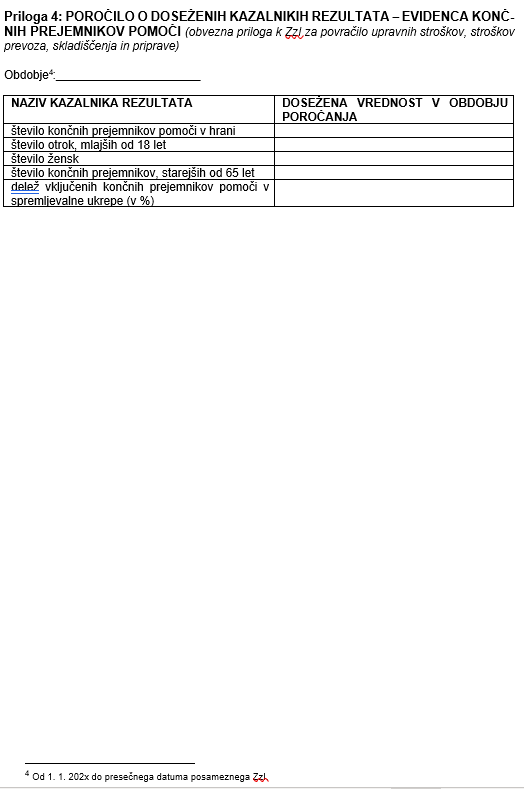 Priloga 4: POROČILO O DOSEŽENIH KAZALNIKIH REZULTATA – EVIDENCA KONČ-
NIH PREJEMNIKOV POMOČI (obvezna priloga k ZzI za povračilo upravnih stroškov, stroškov
prevoza, skladiščenja in priprave)
Obdobje⁴:______________________
NAZIV KAZALNIKA REZULTATA
DOSEŽENA VREDNOST V OBDOBJU
POROČANJA
število končnih prejemnikov pomoči v hrani
število otrok, mlajših od 18 let
število žensk
število končnih prejemnikov, starejših od 65 let
delež vključenih končnih prejemnikov pomoči v
spremljevalne ukrepe (v %)
⁴ Od 1. 1. 202x do presečnega datuma posameznega ZzI.